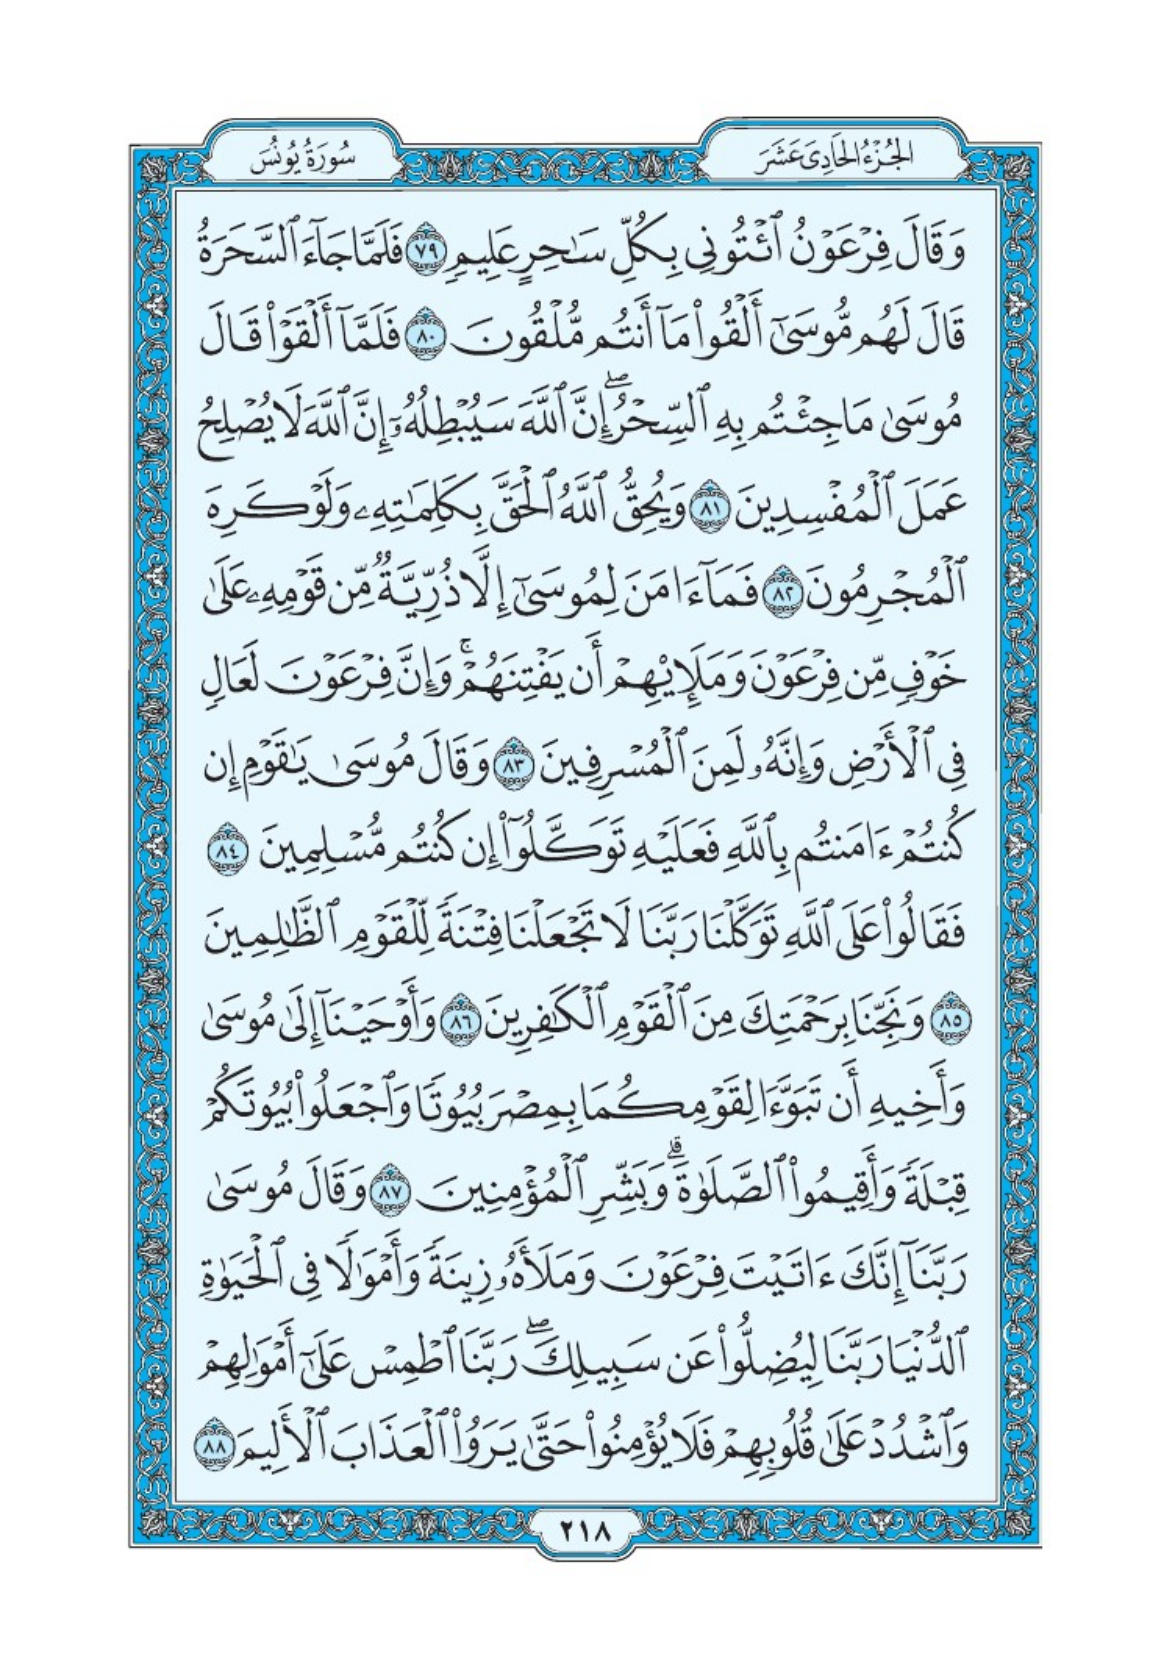 الجُزْءُ الحَادِى عَشَرَ
سُورَةُ يُونُسَ
وَقَالَ فِرْعَوْنُ ٱئْتُونِى بِكُلِّ سَٰحِرٍ عَلِيمٍ ۝٧٩ فَلَمَّا جَآءَ ٱلسَّحَرَةُ
قَالَ لَهُم مُّوسَىٰٓ أَلْقُوا۟ مَآ أَنتُم مُّلْقُونَ ۝٨٠ فَلَمَّآ أَلْقَوْا۟ قَالَ
مُوسَىٰ مَا جِئْتُم بِهِ ٱلسِّحْرُۖ إِنَّ ٱللَّهَ سَيُبْطِلُهُۥٓ إِنَّ ٱللَّهَ لَا يُصْلِحُ
عَمَلَ ٱلْمُفْسِدِينَ ۝٨١ وَيُحِقُّ ٱللَّهُ ٱلْحَقَّ بِكَلِمَٰتِهِۦ وَلَوْ كَرِهَ
ٱلْمُجْرِمُونَ ۝٨٢ فَمَآ ءَامَنَ لِمُوسَىٰٓ إِلَّا ذُرِّيَّةٌ مِّن قَوْمِهِۦ عَلَىٰ
خَوْفٍ مِّن فِرْعَوْنَ وَمَلَإِي۟هِمْ أَن يَفْتِنَهُمْۚ وَإِنَّ فِرْعَوْنَ لَعَالٍ
فِى ٱلْأَرْضِ وَإِنَّهُۥ لَمِنَ ٱلْمُسْرِفِينَ ۝٨٣ وَقَالَ مُوسَىٰ يَٰقَوْمِ إِن
كُنتُمْ ءَامَنتُم بِٱللَّهِ فَعَلَيْهِ تَوَكَّلُوٓا۟ إِن كُنتُم مُّسْلِمِينَ ۝٨٤
فَقَالُوا۟ عَلَى ٱللَّهِ تَوَكَّلْنَا رَبَّنَا لَا تَجْعَلْنَا فِتْنَةً لِّلْقَوْمِ ٱلظَّٰلِمِينَ
۝٨٥ وَنَجِّنَا بِرَحْمَتِكَ مِنَ ٱلْقَوْمِ ٱلْكَٰفِرِينَ ۝٨٦ وَأَوْحَيْنَآ إِلَىٰ مُوسَىٰ
وَأَخِيهِ أَن تَبَوَّءَا لِقَوْمِكُمَا بِمِصْرَ بُيُوتًا وَٱجْعَلُوا۟ بُيُوتَكُمْ
قِبْلَةً وَأَقِيمُوا۟ ٱلصَّلَوٰةَۗ وَبَشِّرِ ٱلْمُؤْمِنِينَ ۝٨٧ وَقَالَ مُوسَىٰ
رَبَّنَآ إِنَّكَ ءَاتَيْتَ فِرْعَوْنَ وَمَلَأَهُۥ زِينَةً وَأَمْوَٰلًا فِى ٱلْحَيَوٰةِ
ٱلدُّنْيَا رَبَّنَا لِيُضِلُّوا۟ عَن سَبِيلِكَۖ رَبَّنَا ٱطْمِسْ عَلَىٰٓ أَمْوَٰلِهِمْ
وَٱشْدُدْ عَلَىٰ قُلُوبِهِمْ فَلَا يُؤْمِنُوا۟ حَتَّىٰ يَرَوُا۟ ٱلْعَذَابَ ٱلْأَلِيمَ ۝٨٨
٢١٨